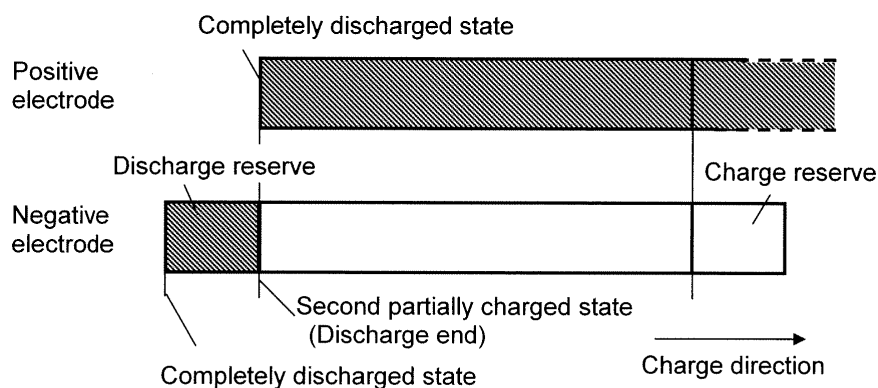 Completely discharged state
Positive
electrode
Discharge reserve
Charge reserve
Negative
electrode
Second partially charged state
(Discharge end)
Charge direction
Completely discharged state